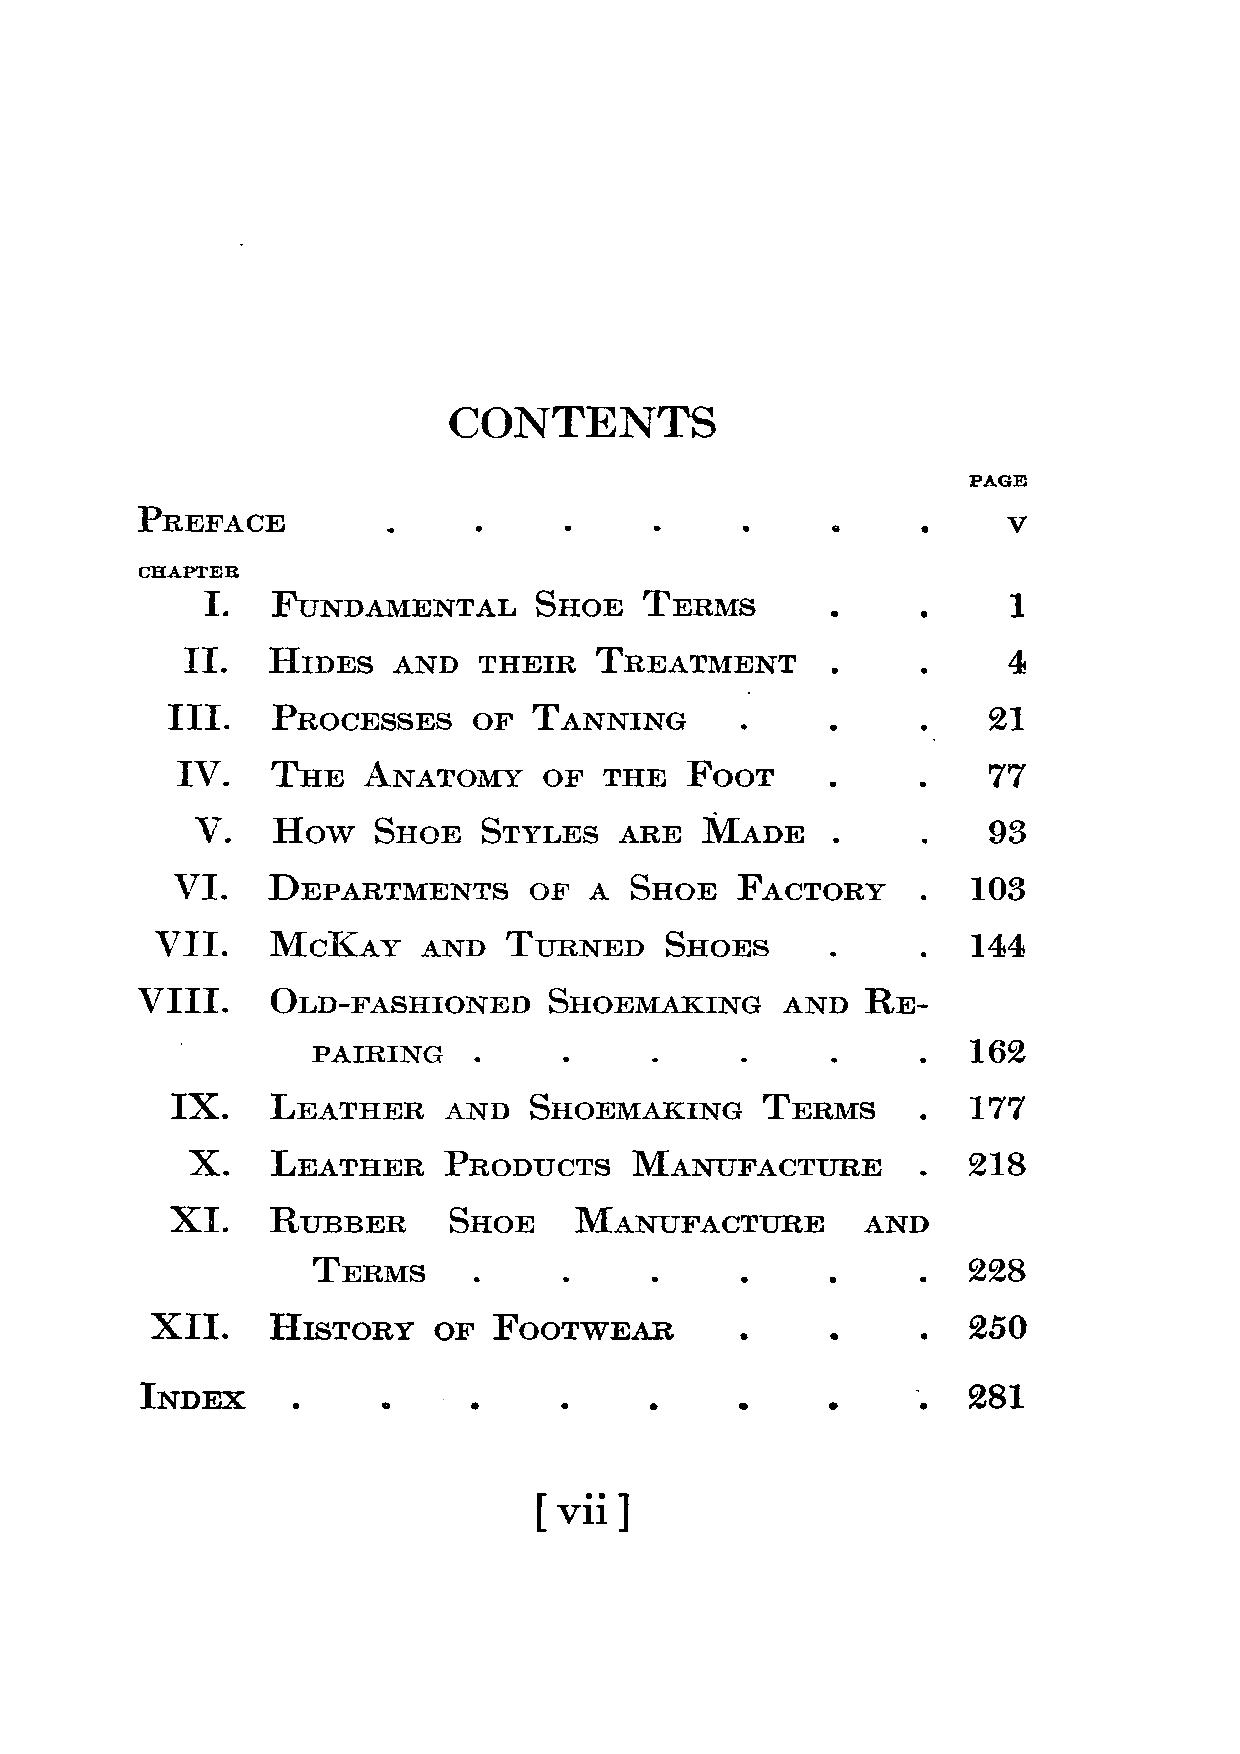 CONTENTS
PAGE
PREFACE . . . . . . . v
CHAPTER
I. FUNDAMENTAL SHOE TERMS . . 1
II. HIDES AND THEIR TREATMENT . . 4
III. PROCESSES OF TANNING . . . 21
IV. THE ANATOMY OF THE FOOT . . 77
V. HOW SHOE STYLES ARE MADE . . 93
VI. DEPARTMENTS OF A SHOE FACTORY . 103
VII. MCKAY AND TURNED SHOES . . 144
VIII. OLD-FASHIONED SHOEMAKING AND RE-
PAIRING . . . . . . 162
IX. LEATHER AND SHOEMAKING TERMS . 177
X. LEATHER PRODUCTS MANUFACTURE . 218
XI. RUBBER SHOE MANUFACTURE AND
TERMS . . . . . . 228
XII. HISTORY OF FOOTWEAR . . . 250
INDEX . . . . . . . . 281
[ vii ]